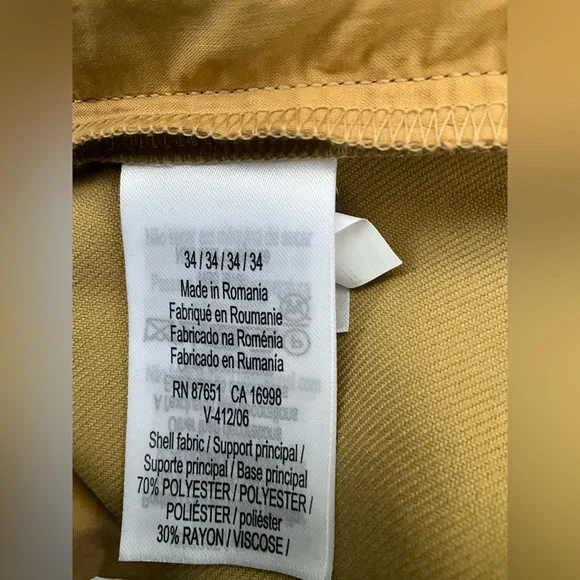 34 / 34 / 34 / 34
Made in Romania
Fabriqué en Roumanie
Fabricado na Roménia
Fabricado en Rumanía
RN 87651 CA 16998
V-412/06
Shell fabric / Support principal /
Suporte principal / Base principal
70% POLYESTER / POLYESTER /
POLIÉSTER / poliéster
30% RAYON / VISCOSE /